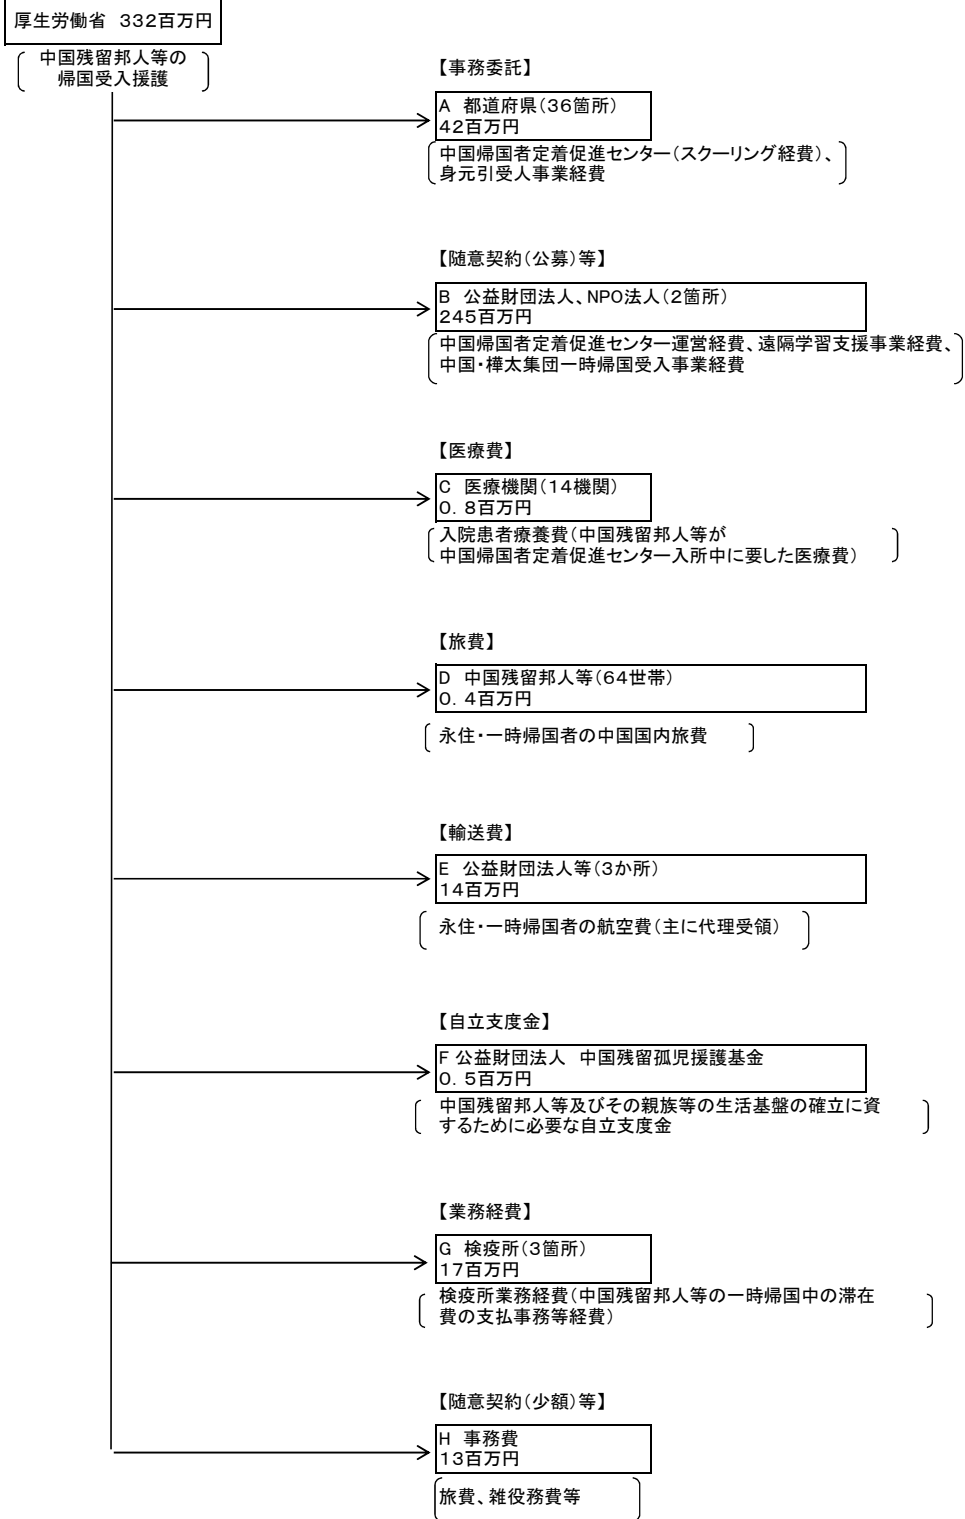 厚生労働省　332百万円
中国残留邦人等の
帰国受入援護
【事務委託】
A　都道府県(36箇所)
42百万円
中国帰国者定着促進センター(スクーリング経費)、
身元引受人事業経費
【随意契約(公募)等】
B　公益財団法人、NPO法人(2箇所)
245百万円
中国帰国者定着促進センター運営経費、遠隔学習支援事業経費、
中国・樺太集団一時帰国受入事業経費
【医療費】
C　医療機関(14機関)
0．8百万円
入院患者療養費(中国残留邦人等が
中国帰国者定着促進センター入所中に要した医療費)
【旅費】
D　中国残留邦人等(64世帯)
0．4百万円
永住・一時帰国者の中国国内旅費
【輸送費】
E　公益財団法人等(3か所)
14百万円
永住・一時帰国者の航空費(主に代理受領)
【自立支度金】
F 公益財団法人　中国残留孤児援護基金
0．5百万円
中国残留邦人等及びその親族等の生活基盤の確立に資
するために必要な自立支度金
【業務経費】
G　検疫所(3箇所)
17百万円
検疫所業務経費(中国残留邦人等の一時帰国中の滞在
費の支払事務等経費)
【随意契約(少額)等】
H　事務費
13百万円
旅費、雑役務費等